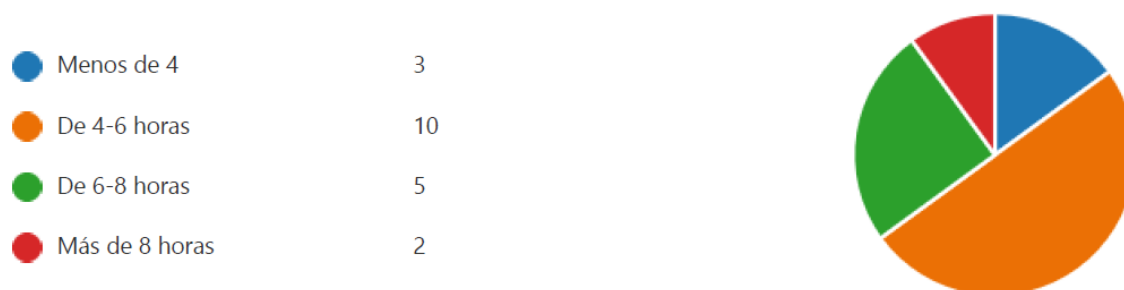 Menos de 4 3
De 4-6 horas 10
De 6-8 horas 5
Más de 8 horas 2